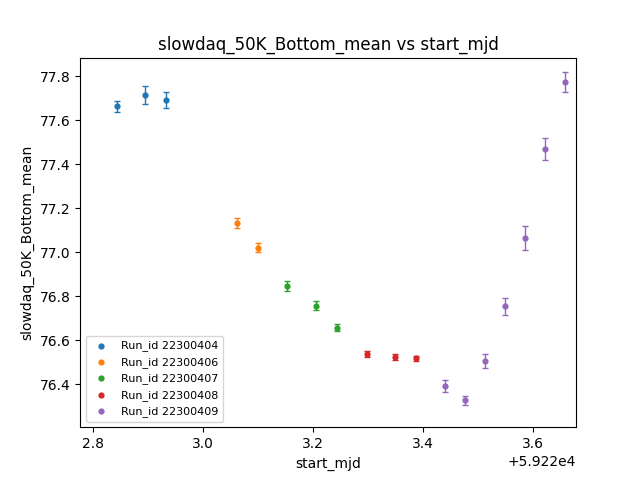 slowdaq_50K_Bottom_mean vs start_mjd
77.8
77.6
77.4
77.2
77.0
76.8
76.6
76.4
slowdaq_50K_Bottom_mean
Run_id 22300404
Run_id 22300406
Run_id 22300407
Run_id 22300408
Run_id 22300409
2.8 3.0 3.2 3.4 3.6
start_mjd
+5.922e4